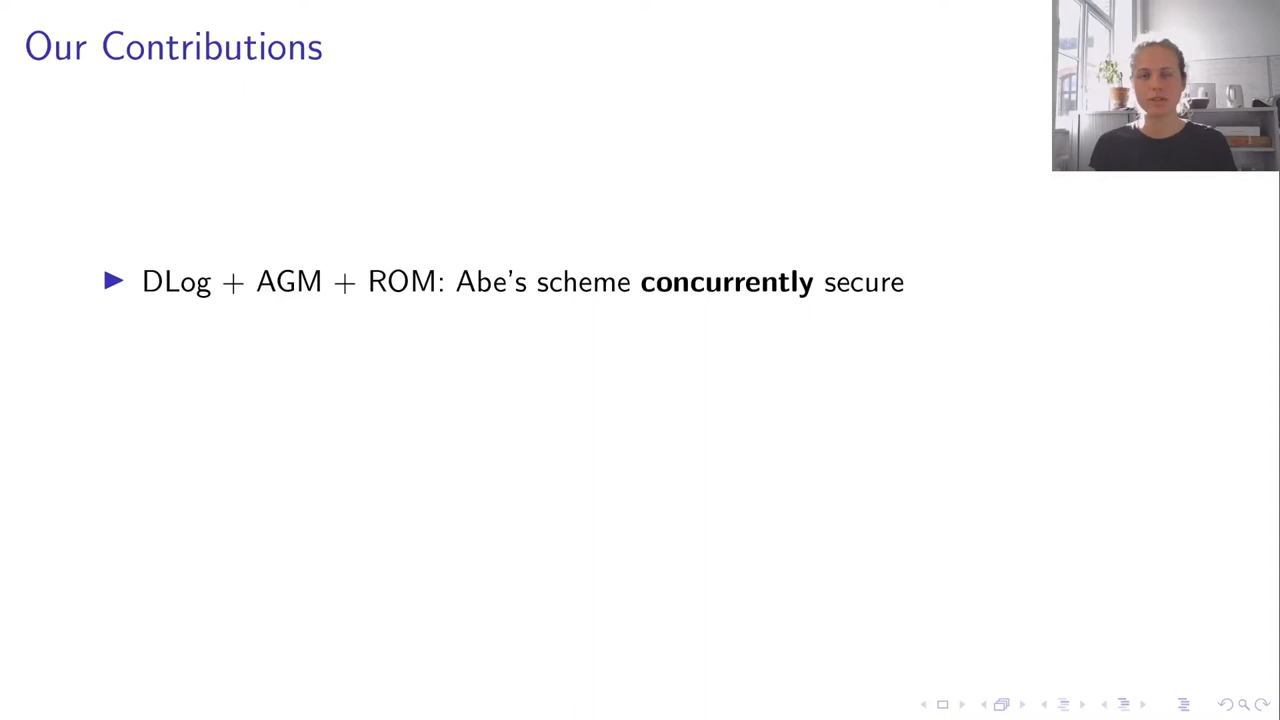 Our Contributions
▶ DLog + AGM + ROM: Abe's scheme concurrently secure